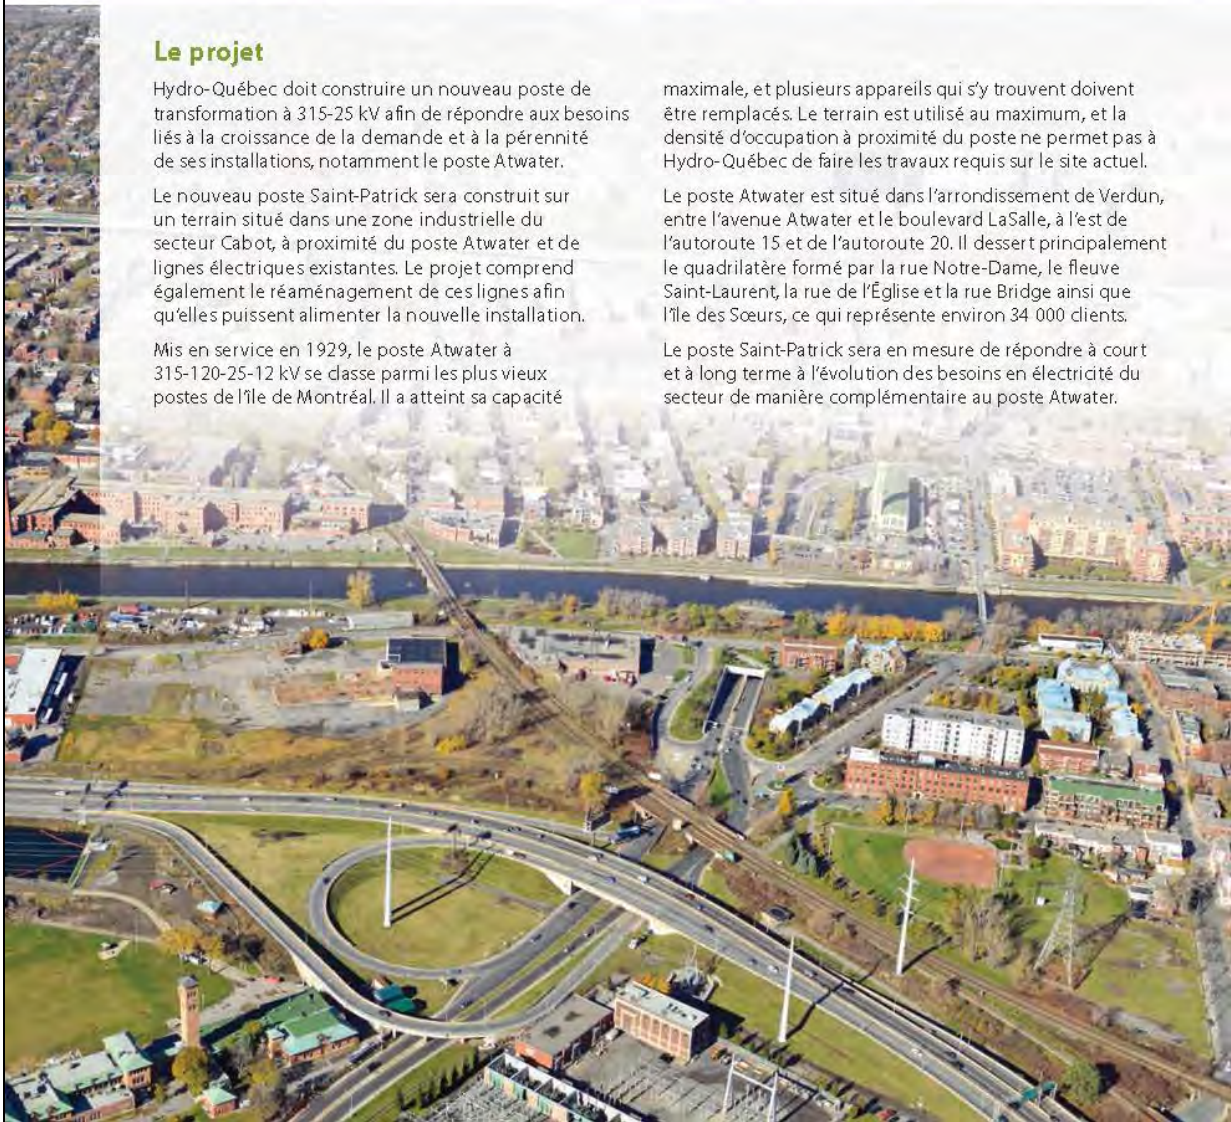 Le projet
Hydro-Québec doit construire un nouveau poste de
transformation à 315-25 kV afin de répondre aux besoins
liés à la croissance de la demande et à la pérennité
de ses installations, notamment le poste Atwater.
Le nouveau poste Saint-Patrick sera construit sur
un terrain situé dans une zone industrielle du
secteur Cabot, à proximité du poste Atwater et de
lignes électriques existantes. Le projet comprend
également le réaménagement de ces lignes afin
qu'elles puissent alimenter la nouvelle installation.
Mis en service en 1929, le poste Atwater à
315-120-25-12 kV se classe parmi les plus vieux
postes de l'île de Montréal. Il a atteint sa capacité
maximale, et plusieurs appareils qui s'y trouvent doivent
être remplacés. Le terrain est utilisé au maximum, et la
densité d'occupation à proximité du poste ne permet pas à
Hydro-Québec de faire les travaux requis sur le site actuel.
Le poste Atwater est situé dans l'arrondissement de Verdun,
entre l'avenue Atwater et le boulevard LaSalle, à l'est de
l'autoroute 15 et de l'autoroute 20. Il dessert principalement
le quadrilatère formé par la rue Notre-Dame, le fleuve
Saint-Laurent, la rue de l'Église et la rue Bridge ainsi que
l'île des Sœurs, ce qui représente environ 34 000 clients.
Le poste Saint-Patrick sera en mesure de répondre à court
et à long terme à l'évolution des besoins en électricité du
secteur de manière complémentaire au poste Atwater.